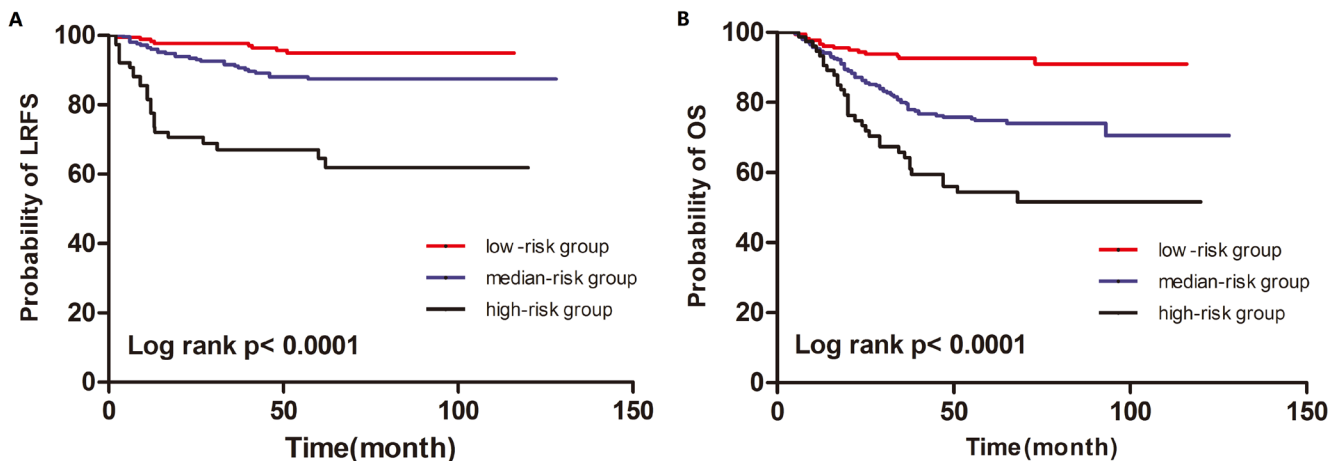 A
Probability of LRFS
100
80
60
40
20
0
low -risk group
median-risk group
high-risk group
Log rank p< 0.0001
0 50 100 150
Time(month)
B
Probability of OS
100
80
60
40
20
0
low -risk group
median-risk group
high-risk group
Log rank p< 0.0001
0 50 100 150
Time(month)